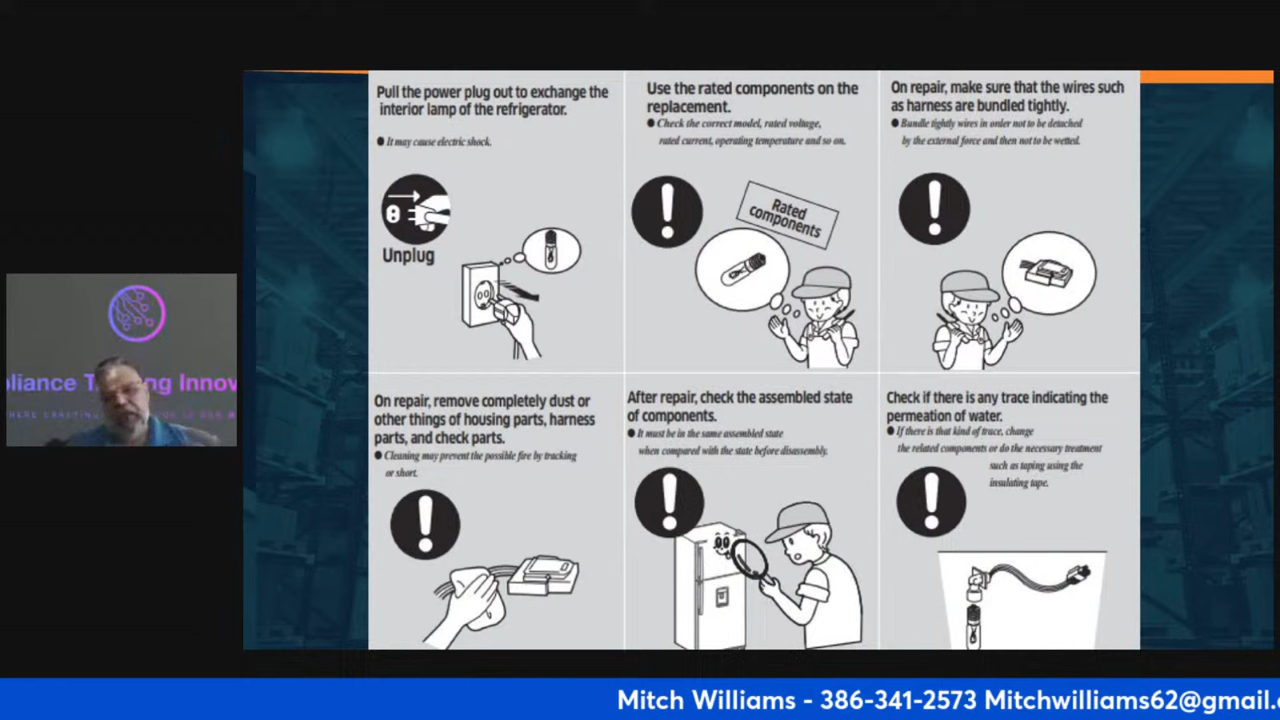 Pull the power plug out to exchange the
interior lamp of the refrigerator.
It may cause electric shock.
Unplug
Use the rated components on the
replacement.
Check the correct model, rated voltage,
rated current, operating temperature and so on.
Rated
components
On repair, make sure that the wires such
as harness are bundled tightly.
Bundle tightly wires in order not to be detached
by the external force and then not to be wetted.
On repair, remove completely dust or
other things of housing parts, harness
parts, and check parts.
Cleaning may prevent the possible fire by tracking
or short.
After repair, check the assembled state
of components.
It must be in the same assembled state
when compared with the state before disassembly.
Check if there is any trace indicating the
permeation of water.
If there is that kind of trace, change
the related components or do the necessary treatment
such as taping using the
insulating tape.
pliance T ng Innov
Mitch Williams - 386-341-2573 Mitchwilliams62@gmail.c